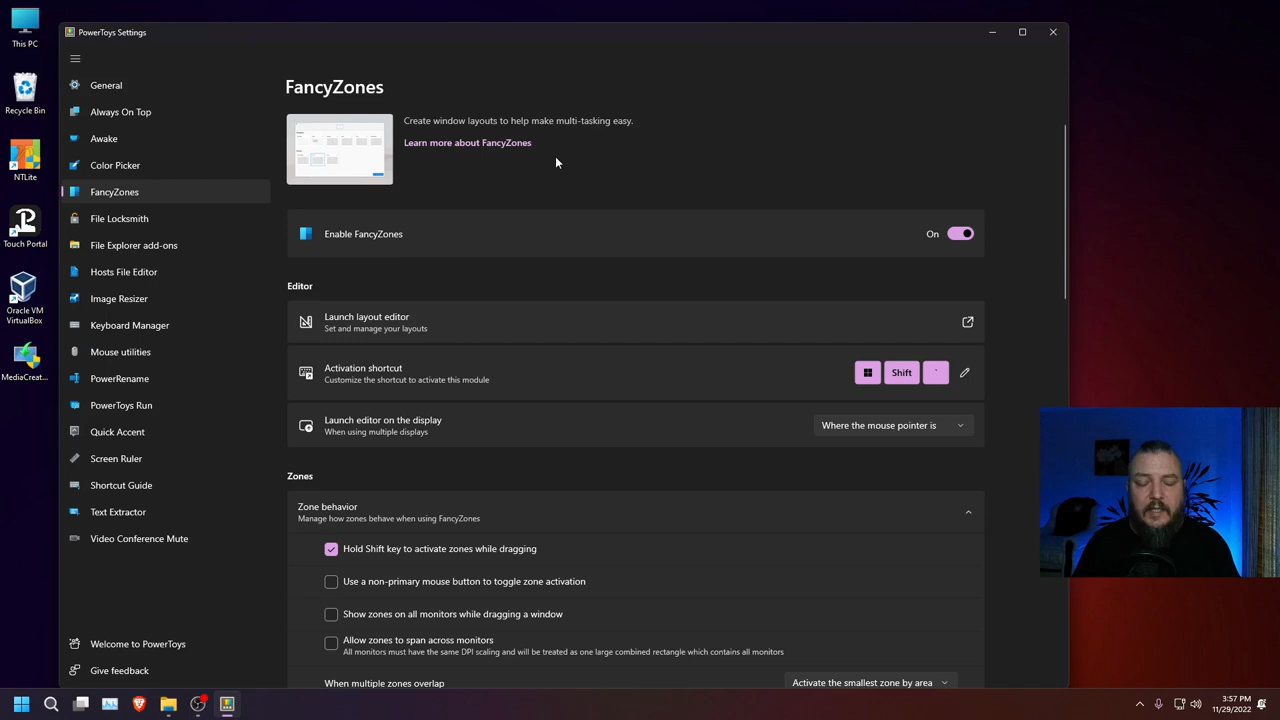 This PC
Recycle Bin
NTLite
Touch Portal
Oracle VM
VirtualBox
MediaCreat...
PowerToys Settings
General
Always On Top
Awake
Color Picker
FancyZones
File Locksmith
File Explorer add-ons
Hosts File Editor
Image Resizer
Keyboard Manager
Mouse utilities
PowerRename
PowerToys Run
Quick Accent
Screen Ruler
Shortcut Guide
Text Extractor
Video Conference Mute
Welcome to PowerToys
Give feedback
FancyZones
Create window layouts to help make multi-tasking easy.
Learn more about FancyZones
Enable FancyZones
On
Editor
Launch layout editor
Set and manage your layouts
Activation shortcut
Customize the shortcut to activate this module
Shift `
Launch editor on the display
When using multiple displays
Where the mouse pointer is
Zones
Zone behavior
Manage how zones behave when using FancyZones
Hold Shift key to activate zones while dragging
Use a non-primary mouse button to toggle zone activation
Show zones on all monitors while dragging a window
Allow zones to span across monitors
All monitors must have the same DPI scaling and will be treated as one large combined rectangle which contains all monitors
When multiple zones overlap
Activate the smallest zone by area
3:57 PM
11/29/2022